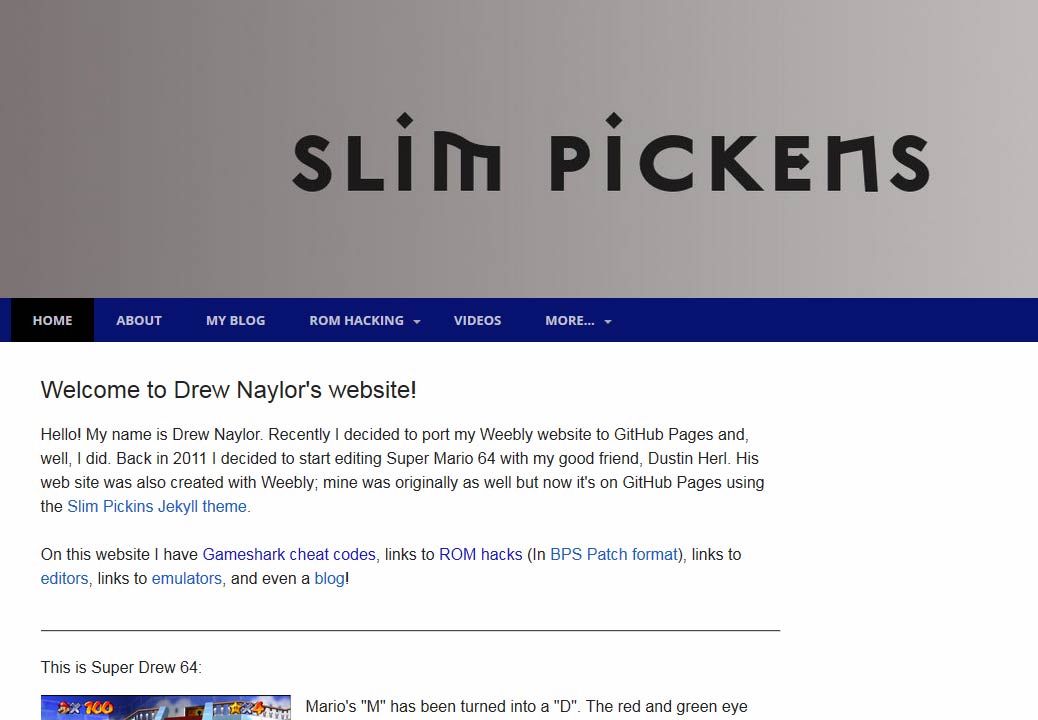 SLIM PICKENS
HOME ABOUT MY BLOG ROM HACKING VIDEOS MORE...
Welcome to Drew Naylor's website!
Hello! My name is Drew Naylor. Recently I decided to port my Weebly website to GitHub Pages and,
well, I did. Back in 2011 I decided to start editing Super Mario 64 with my good friend, Dustin Herl. His
web site was also created with Weebly; mine was originally as well but now it's on GitHub Pages using
the Slim Pickins Jekyll theme.
On this website I have Gameshark cheat codes, links to ROM hacks (In BPS Patch format), links to
editors, links to emulators, and even a blog!
This is Super Drew 64:
x 100
x4
Mario's "M" has been turned into a "D". The red and green eye